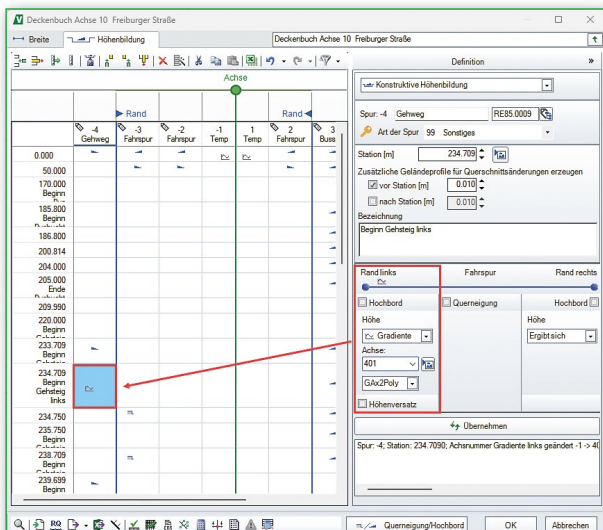 Deckenbuch Achse 10 Freiburger Straße
Breite
Höhenbildung
Deckenbuch Achse 10 Freiburger Straße
Achse
Rand
Rand
-4
Gehweg
-3
Fahrspur
-2
Fahrspur
-1
Temp
1
Temp
2
Fahrspur
3
Buss
0.000
50.000
170.000
Beginn
185.800
Beginn
186.800
200.814
204.000
205.000
Ende
209.990
220.000
Beginn
233.709
Beginn
234.709
Beginn
Gehsteig
links
234.750
235.750
Beginn
238.709
Beginn
239.699
Beginn
Definition
Konstruktive Höhenbildung
Spur: -4 Gehweg RE85.0009
Art der Spur 99 Sonstiges
Station [m] 234.709
Zusätzliche Geländeprofile für Querschnittsänderungen erzeugen
vor Station [m] 0.010
nach Station [m] 0.010
Bezeichnung
Beginn Gehsteig links
Rand links Fahrspur Rand rechts
Hochbord Querneigung Hochbord
Höhe Höhe
Gradiente Ergibt sich
Achse:
401
GAx2Poly
Höhenversatz
Übernehmen
Spur: -4; Station: 234.7090; Achsnummer Gradiente links geändert -1 -> 40
RQ
Querneigung/Hochbord OK Abbrechen